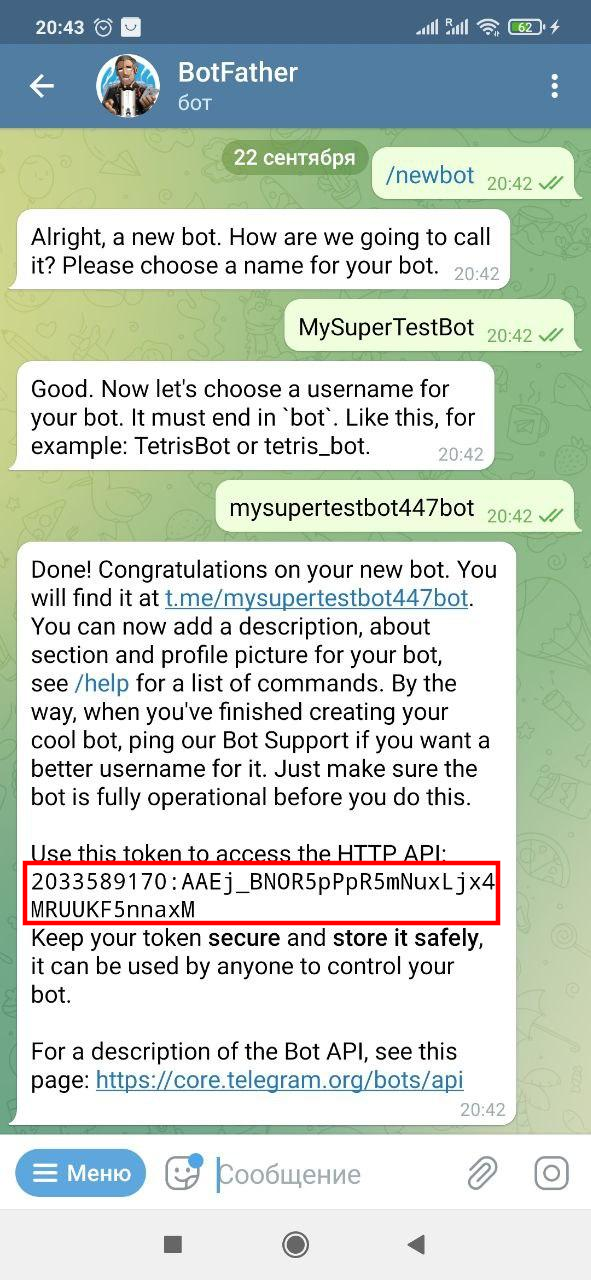 20:43
R
62
BotFather
бот
22 сентября
/newbot 20:42
Alright, a new bot. How are we going to call
it? Please choose a name for your bot. 20:42
MySuperTestBot 20:42
Good. Now let's choose a username for
your bot. It must end in `bot`. Like this, for
example: TetrisBot or tetris_bot. 20:42
mysupertestbot447bot 20:42
Done! Congratulations on your new bot. You
will find it at t.me/mysupertestbot447bot.
You can now add a description, about
section and profile picture for your bot,
see /help for a list of commands. By the
way, when you've finished creating your
cool bot, ping our Bot Support if you want a
better username for it. Just make sure the
bot is fully operational before you do this.
Use this token to access the HTTP API:
2033589170:AAEj_BNOR5pPpR5mNuxLjx4
MRUUKF5nnaxM
Keep your token secure and store it safely,
it can be used by anyone to control your
bot.
For a description of the Bot API, see this
page: https://core.telegram.org/bots/api
20:42
Меню
Сообщение